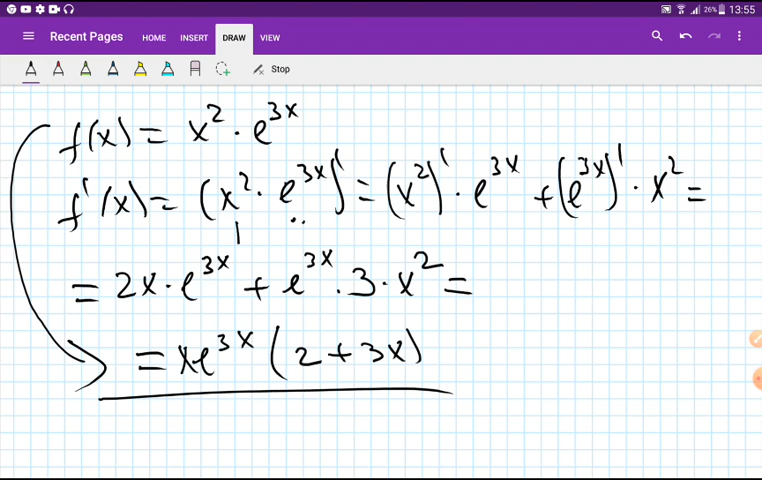 26% 13:55
Recent Pages HOME INSERT DRAW VIEW
Stop
f(x) = x² · e³ˣ
f'(x) = (x² · e³ˣ)' = (x²)' · e³ˣ + (e³ˣ)' · x² =
= 2x · e³ˣ + e³ˣ · 3 · x² =
= xe³ˣ (2 + 3x)